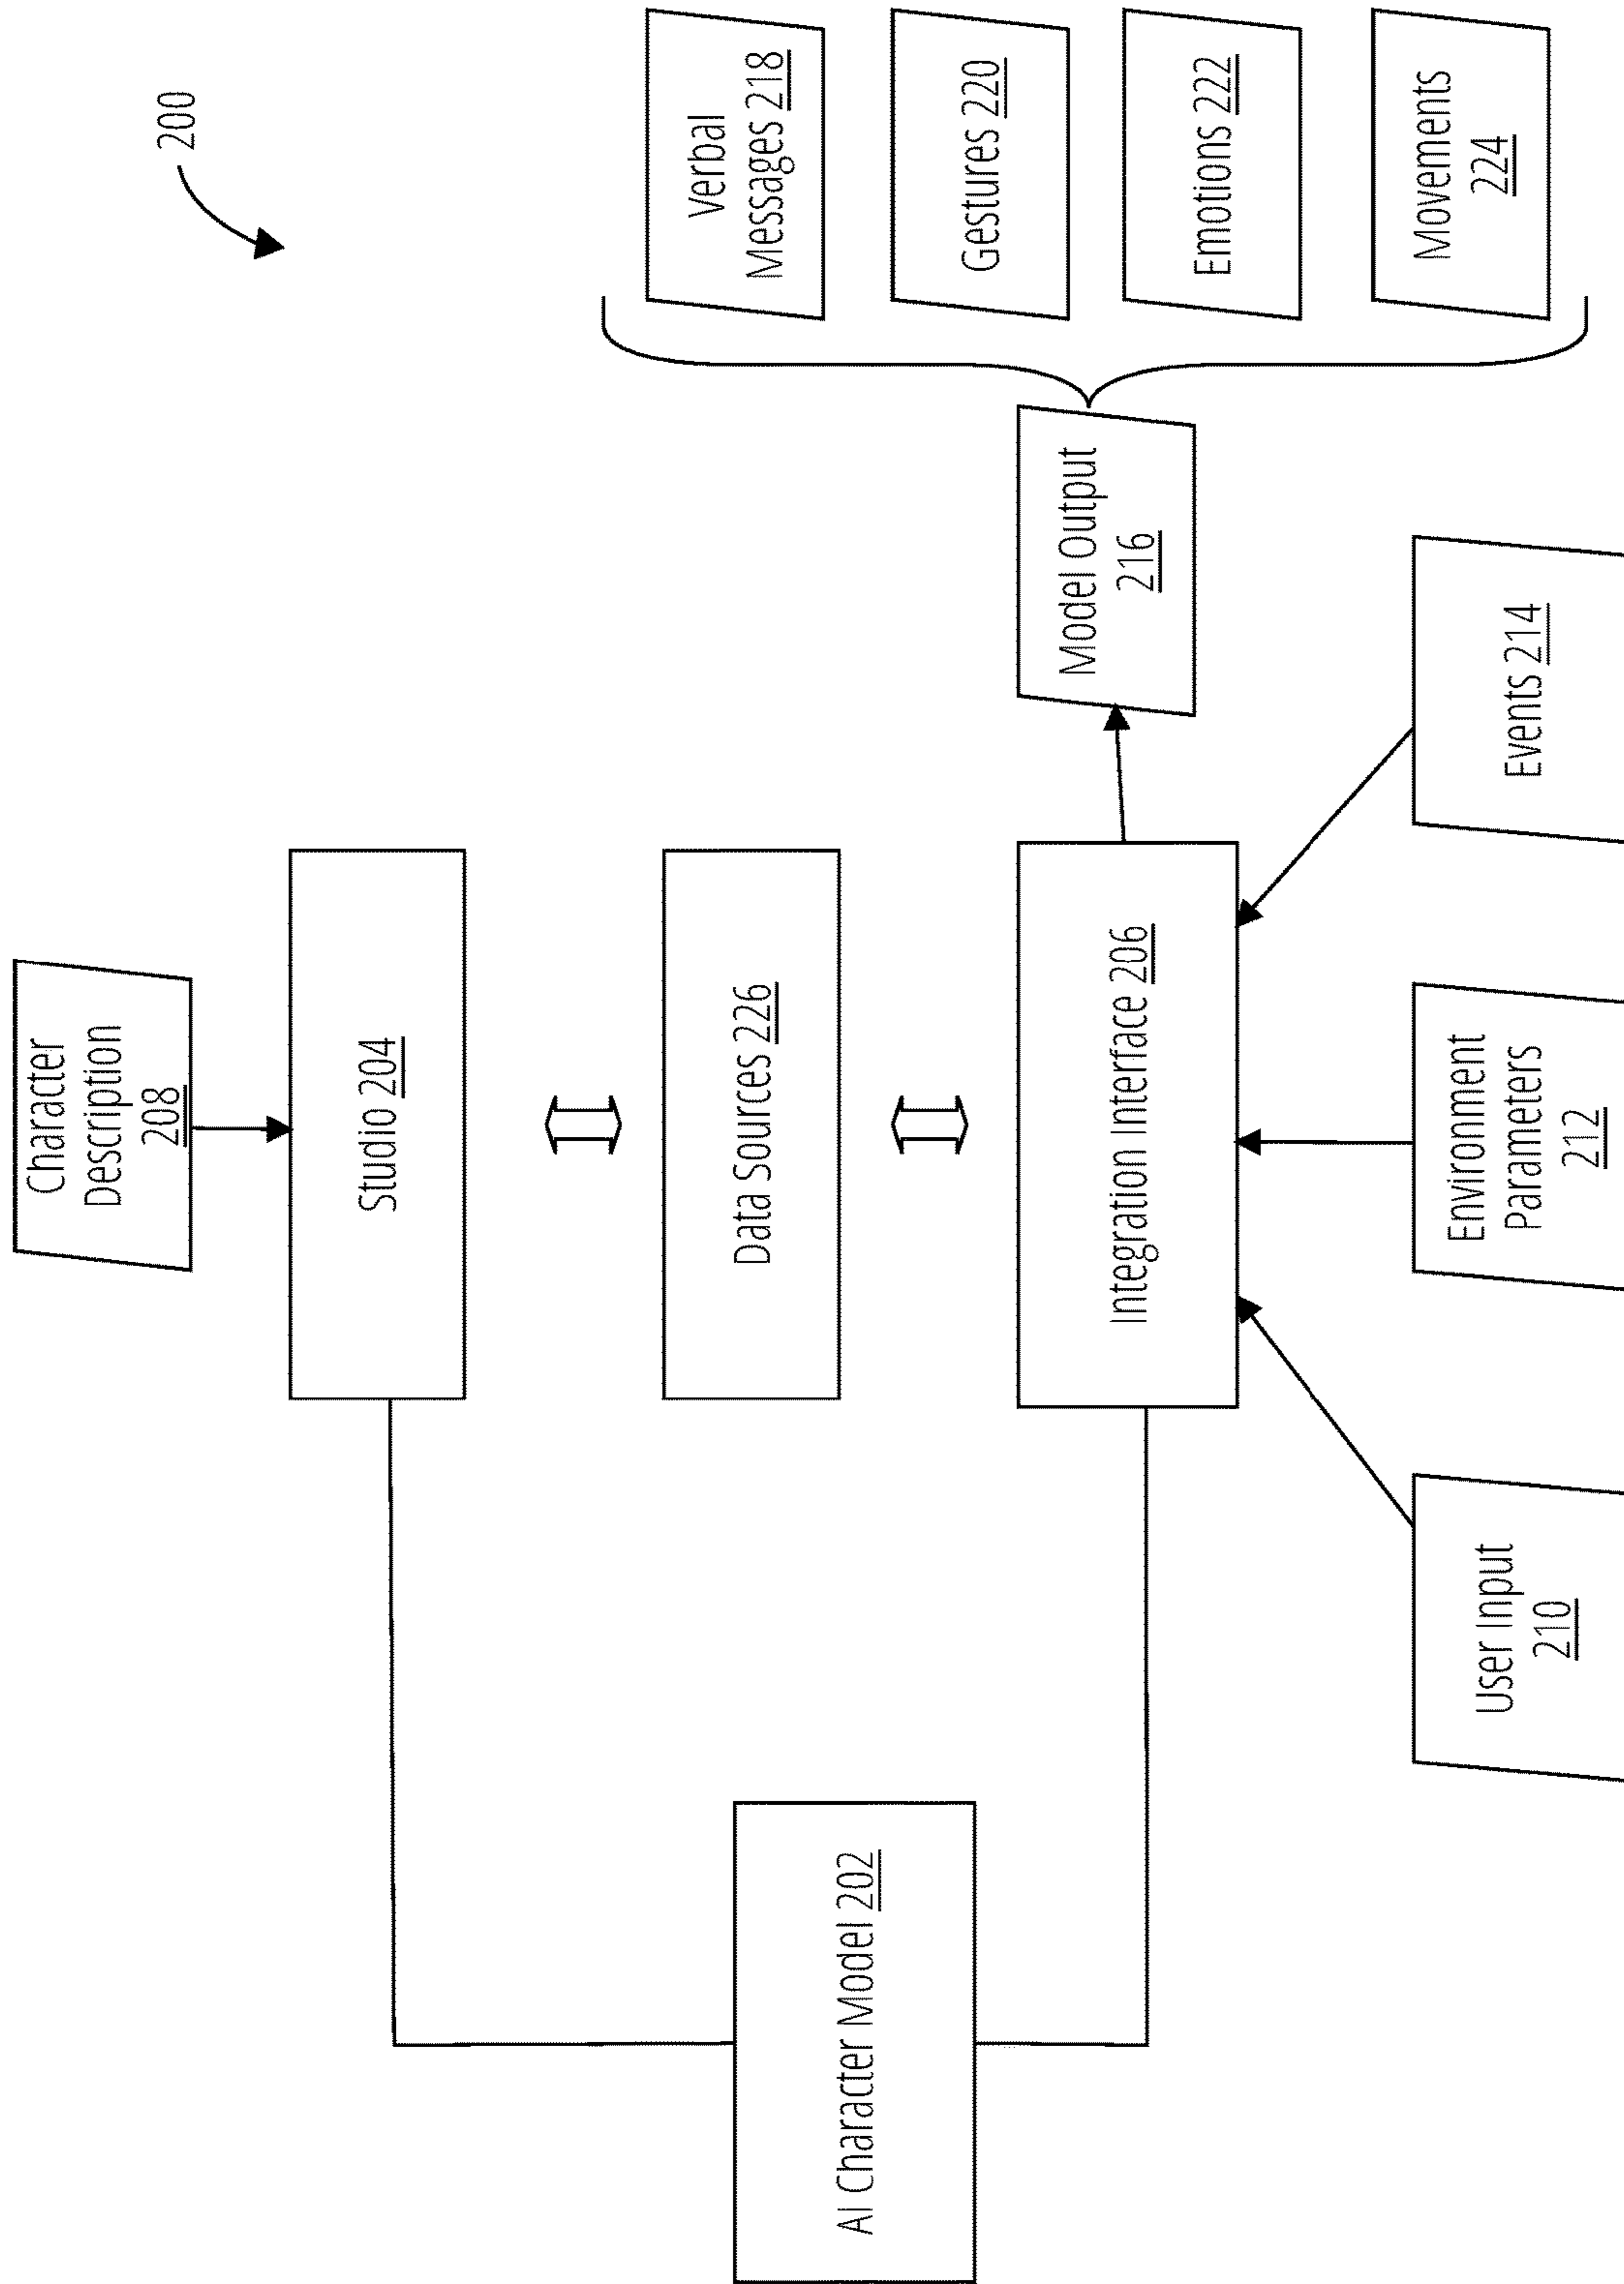 200
Character
Description
208
Studio 204
Data Sources 226
AI Character Model 202
Integration Interface 206
User Input
210
Environment
Parameters
212
Events 214
Model Output
216
Verbal
Messages 218
Gestures 220
Emotions 222
Movements
224